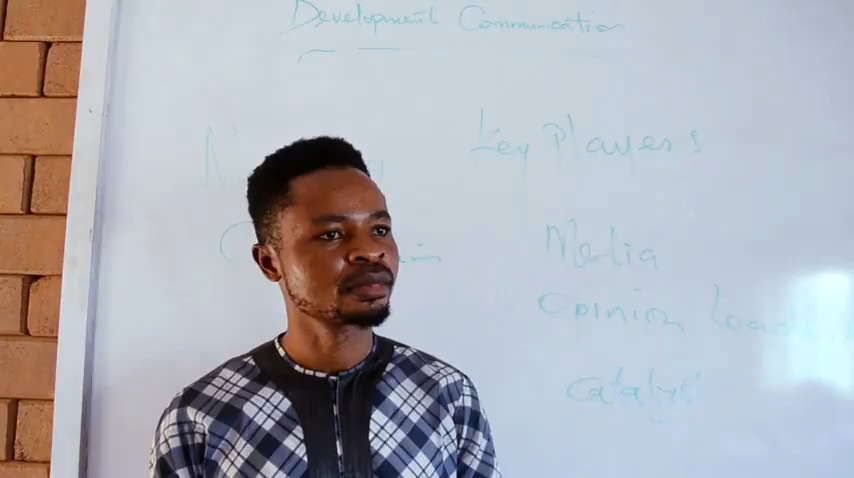 Development Communication
Key Players
Media
Opinion Leaders
Catalyst